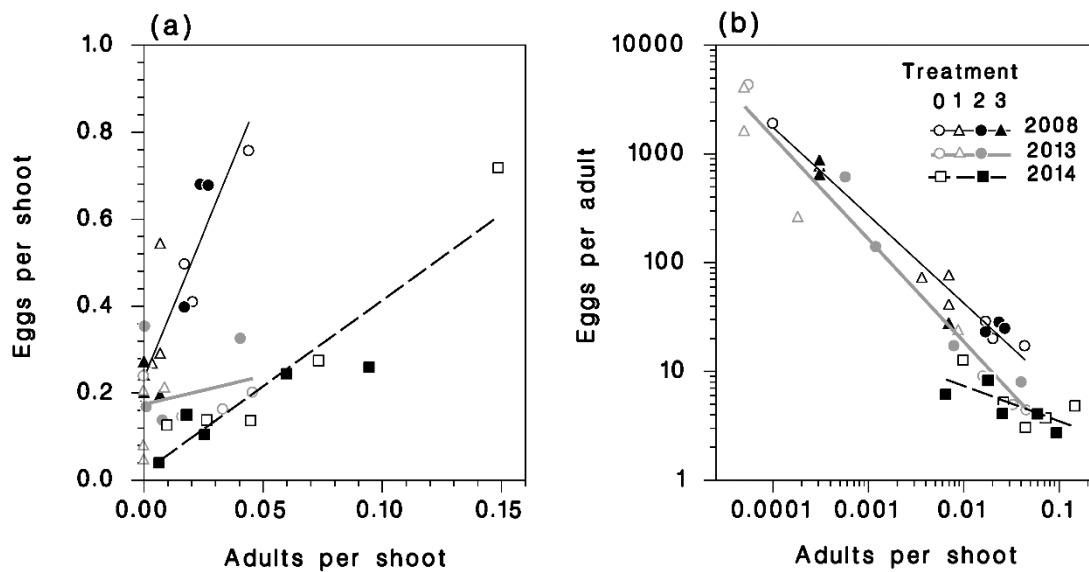 (a)
1.0
0.8
0.6
0.4
0.2
0.0
Eggs per shoot
0.00 0.05 0.10 0.15
Adults per shoot
(b)
10000
1000
100
10
1
Eggs per adult
Treatment
0 1 2 3
2008
2013
2014
0.0001 0.001 0.01 0.1
Adults per shoot